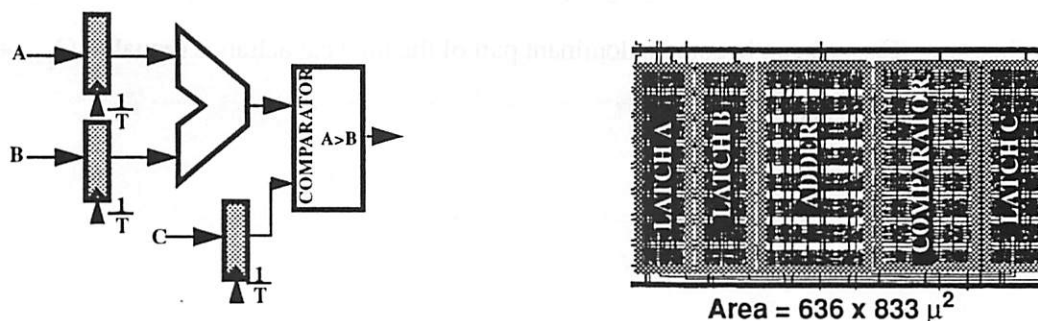 A
1
T
B
1
T
COMPARATOR
A>B
C
1
T
LATCH A
LATCH B
ADDER
COMPARATOR
LATCH C
Area = 636 x 833 µ²